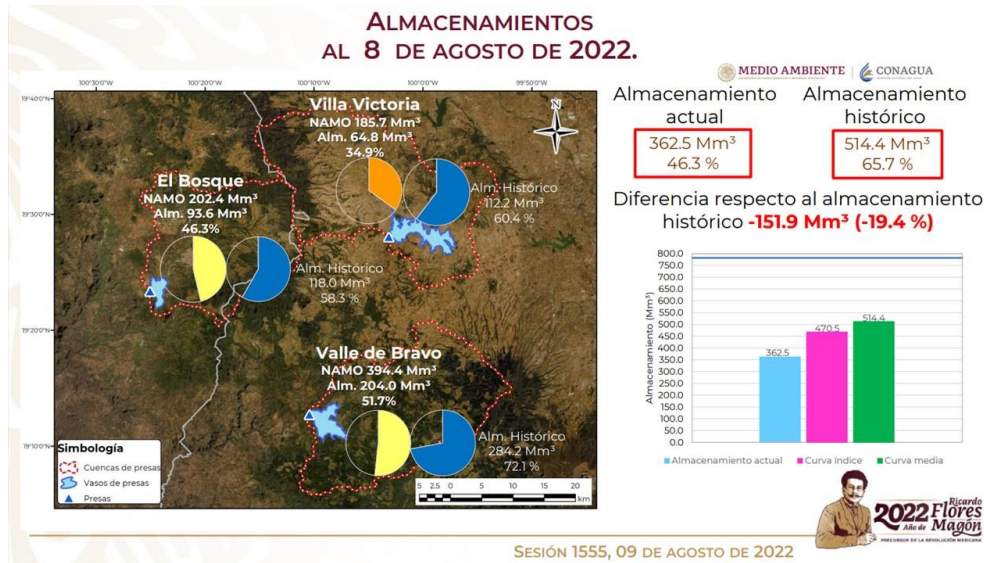 ALMACENAMIENTOS
AL 8 DE AGOSTO DE 2022.
MEDIO AMBIENTE
CONAGUA
100°30'0"W
100°20'0"W
100°10'0"W
100°0'0"W
99°50'0"W
19°40'0"N
19°30'0"N
19°20'0"N
19°10'0"N
N
Villa Victoria
NAMO 185.7 Mm³
Alm. 64.8 Mm³
34.9%
Alm. Histórico
112.2 Mm³
60.4 %
El Bosque
NAMO 202.4 Mm³
Alm. 93.6 Mm³
46.3%
Alm. Histórico
118.0 Mm³
58.3 %
Valle de Bravo
NAMO 394.4 Mm³
Alm. 204.0 Mm³
51.7%
Alm. Histórico
284.2 Mm³
72.1 %
Simbología
Cuencas de presas
Vasos de presas
Presas
5 2.5 0 5 10 15 20
km
Almacenamiento
actual
362.5 Mm³
46.3 %
Almacenamiento
histórico
514.4 Mm³
65.7 %
Diferencia respecto al almacenamiento
histórico -151.9 Mm³ (-19.4 %)
Almacenamiento (Mm³)
800.0
750.0
700.0
650.0
600.0
550.0
500.0
450.0
400.0
350.0
300.0
250.0
200.0
150.0
100.0
50.0
0.0
362.5
470.5
514.4
Almacenamiento actual
Curva índice
Curva media
2022 Ricardo
Flores
Año de Magón
PRECURSOR DE LA REVOLUCIÓN MEXICANA
SESIÓN 1555, 09 DE AGOSTO DE 2022